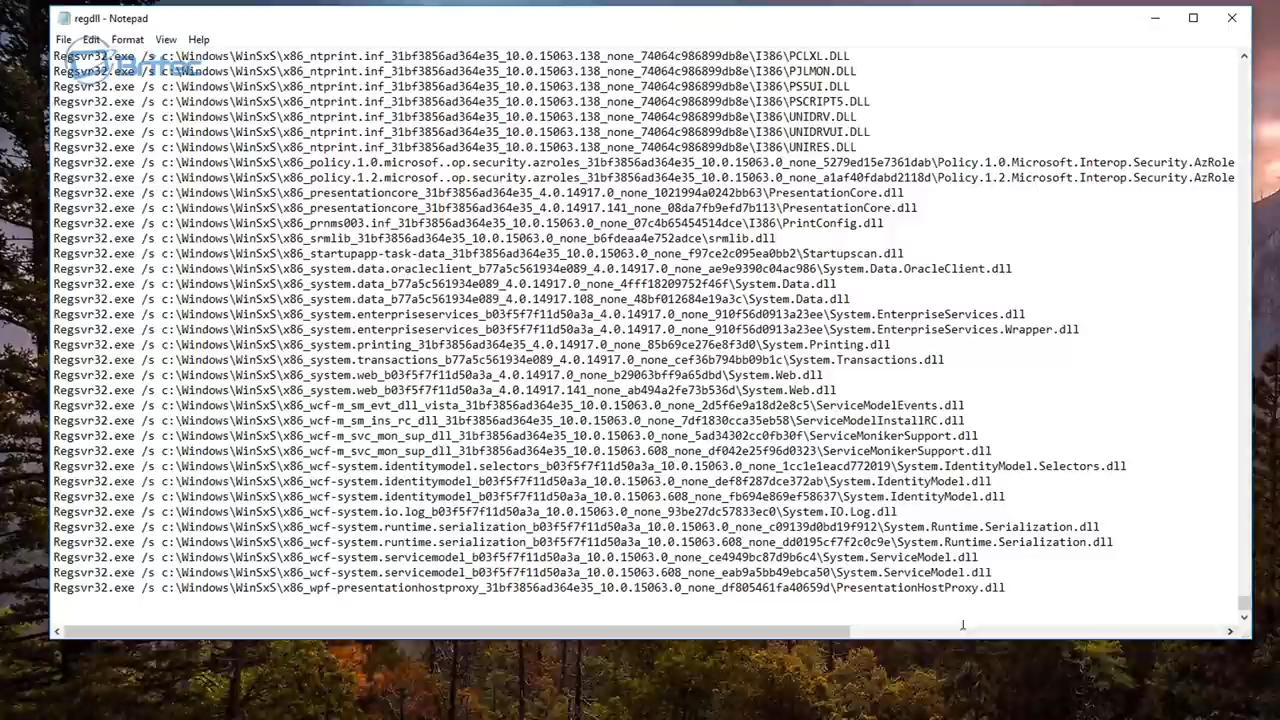 regdll - Notepad
File Edit Format View Help
Britec
Regsvr32.exe /s c:\Windows\WinSxS\x86_ntprint.inf_31bf3856ad364e35_10.0.15063.138_none_74064c986899db8e\I386\PCLXL.DLL
Regsvr32.exe /s c:\Windows\WinSxS\x86_ntprint.inf_31bf3856ad364e35_10.0.15063.138_none_74064c986899db8e\I386\PJLMON.DLL
Regsvr32.exe /s c:\Windows\WinSxS\x86_ntprint.inf_31bf3856ad364e35_10.0.15063.138_none_74064c986899db8e\I386\PS5UI.DLL
Regsvr32.exe /s c:\Windows\WinSxS\x86_ntprint.inf_31bf3856ad364e35_10.0.15063.138_none_74064c986899db8e\I386\PSCRIPT5.DLL
Regsvr32.exe /s c:\Windows\WinSxS\x86_ntprint.inf_31bf3856ad364e35_10.0.15063.138_none_74064c986899db8e\I386\UNIDRV.DLL
Regsvr32.exe /s c:\Windows\WinSxS\x86_ntprint.inf_31bf3856ad364e35_10.0.15063.138_none_74064c986899db8e\I386\UNIDRVUI.DLL
Regsvr32.exe /s c:\Windows\WinSxS\x86_ntprint.inf_31bf3856ad364e35_10.0.15063.138_none_74064c986899db8e\I386\UNIRES.DLL
Regsvr32.exe /s c:\Windows\WinSxS\x86_policy.1.0.microsof..op.security.azroles_31bf3856ad364e35_10.0.15063.0_none_5279ed15e7361dab\Policy.1.0.Microsoft.Interop.Security.AzRole
Regsvr32.exe /s c:\Windows\WinSxS\x86_policy.1.2.microsof..op.security.azroles_31bf3856ad364e35_10.0.15063.0_none_a1af40fdabd2118d\Policy.1.2.Microsoft.Interop.Security.AzRole
Regsvr32.exe /s c:\Windows\WinSxS\x86_presentationcore_31bf3856ad364e35_4.0.14917.0_none_1021994a0242bb63\PresentationCore.dll
Regsvr32.exe /s c:\Windows\WinSxS\x86_presentationcore_31bf3856ad364e35_4.0.14917.141_none_08da7fb9efd7b113\PresentationCore.dll
Regsvr32.exe /s c:\Windows\WinSxS\x86_prnms003.inf_31bf3856ad364e35_10.0.15063.0_none_07c4b65454514dce\I386\PrintConfig.dll
Regsvr32.exe /s c:\Windows\WinSxS\x86_srmlib_31bf3856ad364e35_10.0.15063.0_none_b6fdeaa4e752adce\srmlib.dll
Regsvr32.exe /s c:\Windows\WinSxS\x86_startupapp-task-data_31bf3856ad364e35_10.0.15063.0_none_f97ce2c095ea0bb2\Startupscan.dll
Regsvr32.exe /s c:\Windows\WinSxS\x86_system.data.oracleclient_b77a5c561934e089_4.0.14917.0_none_ae9e9390c04ac986\System.Data.OracleClient.dll
Regsvr32.exe /s c:\Windows\WinSxS\x86_system.data_b77a5c561934e089_4.0.14917.0_none_4fff18209752f46f\System.Data.dll
Regsvr32.exe /s c:\Windows\WinSxS\x86_system.data_b77a5c561934e089_4.0.14917.108_none_48bf012684e19a3c\System.Data.dll
Regsvr32.exe /s c:\Windows\WinSxS\x86_system.enterpriseservices_b03f5f7f11d50a3a_4.0.14917.0_none_910f56d0913a23ee\System.EnterpriseServices.dll
Regsvr32.exe /s c:\Windows\WinSxS\x86_system.enterpriseservices_b03f5f7f11d50a3a_4.0.14917.0_none_910f56d0913a23ee\System.EnterpriseServices.Wrapper.dll
Regsvr32.exe /s c:\Windows\WinSxS\x86_system.printing_31bf3856ad364e35_4.0.14917.0_none_85b69ce276e8f3d0\System.Printing.dll
Regsvr32.exe /s c:\Windows\WinSxS\x86_system.transactions_b77a5c561934e089_4.0.14917.0_none_cef36b794bb09b1c\System.Transactions.dll
Regsvr32.exe /s c:\Windows\WinSxS\x86_system.web_b03f5f7f11d50a3a_4.0.14917.0_none_b29063bff9a65dbd\System.Web.dll
Regsvr32.exe /s c:\Windows\WinSxS\x86_system.web_b03f5f7f11d50a3a_4.0.14917.141_none_ab494a2fe73b536d\System.Web.dll
Regsvr32.exe /s c:\Windows\WinSxS\x86_wcf-m_sm_evt_dll_vista_31bf3856ad364e35_10.0.15063.0_none_2d5f6e9a18d2e8c5\ServiceModelEvents.dll
Regsvr32.exe /s c:\Windows\WinSxS\x86_wcf-m_sm_ins_rc_dll_31bf3856ad364e35_10.0.15063.0_none_7df1830cca35eb58\ServiceModelInstallRC.dll
Regsvr32.exe /s c:\Windows\WinSxS\x86_wcf-m_svc_mon_sup_dll_31bf3856ad364e35_10.0.15063.0_none_5ad34302cc0fb30f\ServiceMonikerSupport.dll
Regsvr32.exe /s c:\Windows\WinSxS\x86_wcf-m_svc_mon_sup_dll_31bf3856ad364e35_10.0.15063.608_none_df042e25f96d0323\ServiceMonikerSupport.dll
Regsvr32.exe /s c:\Windows\WinSxS\x86_wcf-system.identitymodel.selectors_b03f5f7f11d50a3a_10.0.15063.0_none_1cc1e1eacd772019\System.IdentityModel.Selectors.dll
Regsvr32.exe /s c:\Windows\WinSxS\x86_wcf-system.identitymodel_b03f5f7f11d50a3a_10.0.15063.0_none_def8f287dce372ab\System.IdentityModel.dll
Regsvr32.exe /s c:\Windows\WinSxS\x86_wcf-system.identitymodel_b03f5f7f11d50a3a_10.0.15063.608_none_fb694e869ef58637\System.IdentityModel.dll
Regsvr32.exe /s c:\Windows\WinSxS\x86_wcf-system.io.log_b03f5f7f11d50a3a_10.0.15063.0_none_93be27dc57833ec0\System.IO.Log.dll
Regsvr32.exe /s c:\Windows\WinSxS\x86_wcf-system.runtime.serialization_b03f5f7f11d50a3a_10.0.15063.0_none_c09139d0bd19f912\System.Runtime.Serialization.dll
Regsvr32.exe /s c:\Windows\WinSxS\x86_wcf-system.runtime.serialization_b03f5f7f11d50a3a_10.0.15063.608_none_dd0195cf7f2c0c9e\System.Runtime.Serialization.dll
Regsvr32.exe /s c:\Windows\WinSxS\x86_wcf-system.servicemodel_b03f5f7f11d50a3a_10.0.15063.0_none_ce4949bc87d9b6c4\System.ServiceModel.dll
Regsvr32.exe /s c:\Windows\WinSxS\x86_wcf-system.servicemodel_b03f5f7f11d50a3a_10.0.15063.608_none_eab9a5bb49ebca50\System.ServiceModel.dll
Regsvr32.exe /s c:\Windows\WinSxS\x86_wpf-presentationhostproxy_31bf3856ad364e35_10.0.15063.0_none_df805461fa40659d\PresentationHostProxy.dll